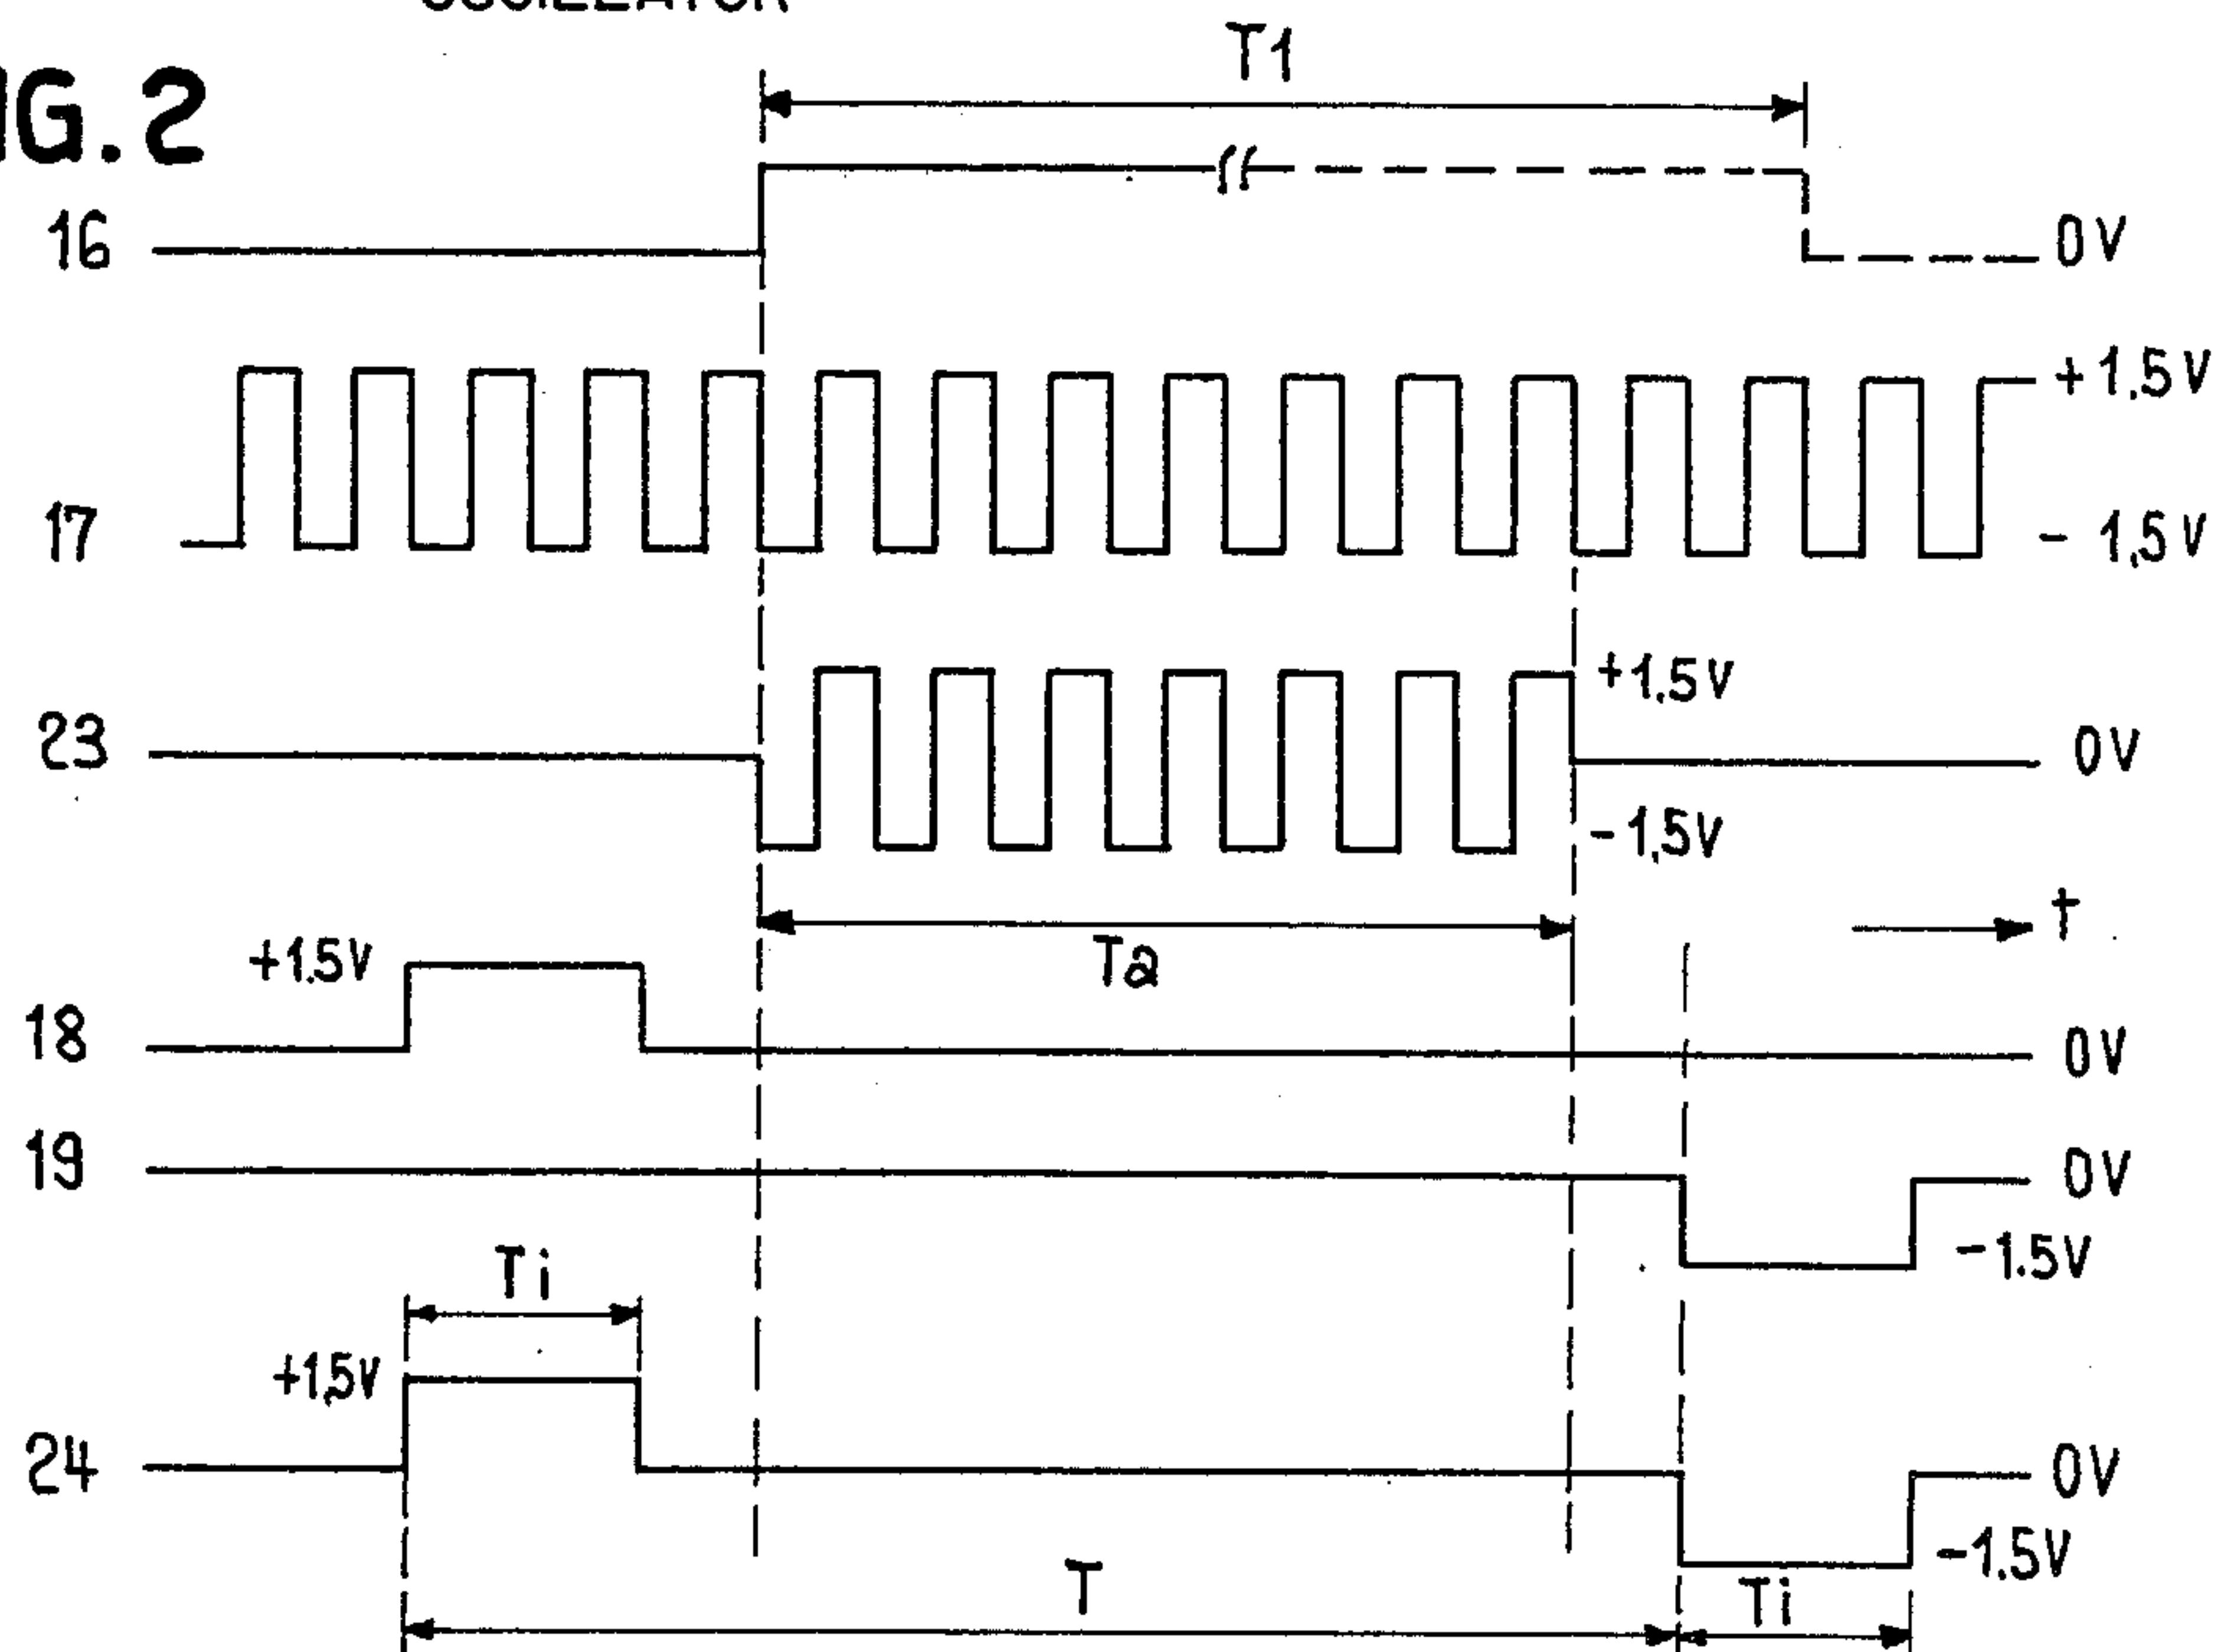 OSCILLATOR
FIG. 2
T1
16
0V
+1.5V
17
-1.5V
23
+1.5V
0V
-1.5V
t
Ta
+1.5V
18
0V
19
0V
-1.5V
Ti
+1.5V
24
0V
-1.5V
T
Ti